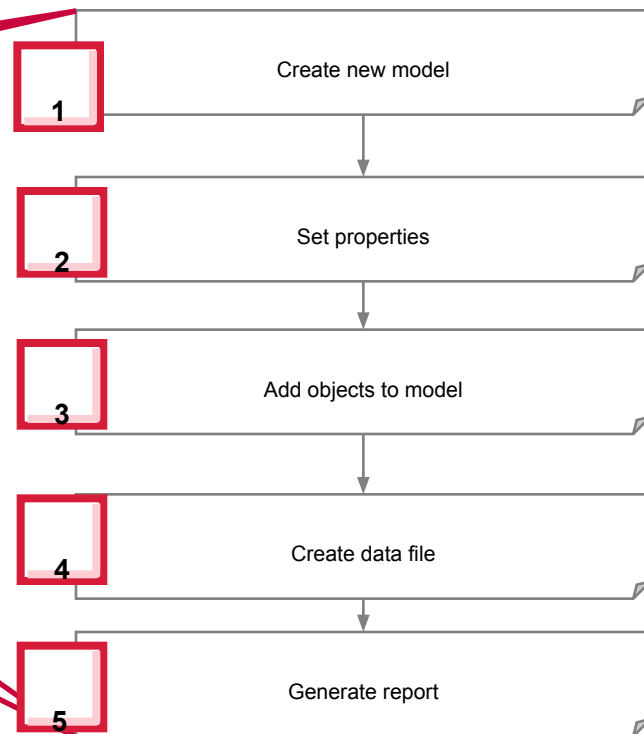 Create new model
1
Set properties
2
Add objects to model
3
Create data file
4
Generate report
5